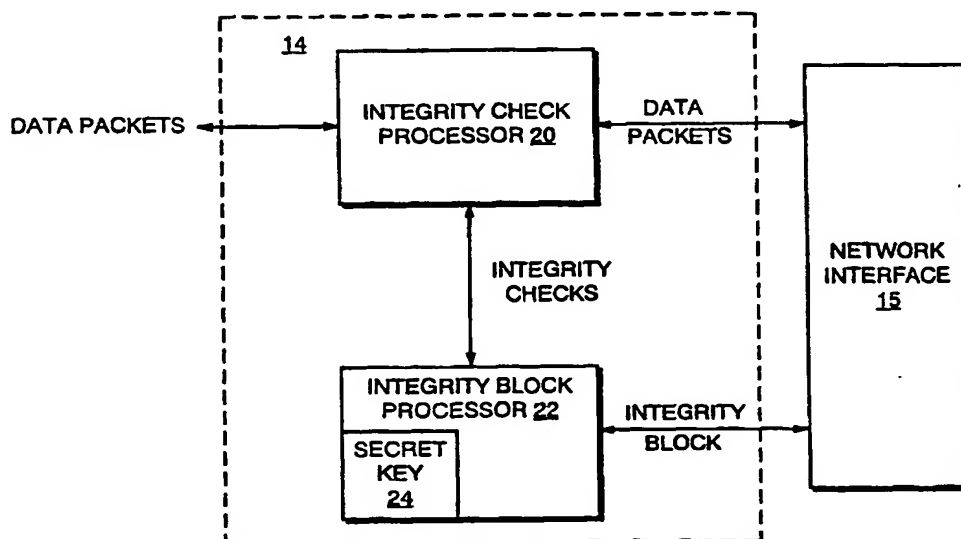 14
DATA PACKETS
INTEGRITY CHECK
PROCESSOR 20
DATA
PACKETS
INTEGRITY
CHECKS
NETWORK
INTERFACE
15
INTEGRITY BLOCK
PROCESSOR 22
SECRET
KEY
24
INTEGRITY
BLOCK